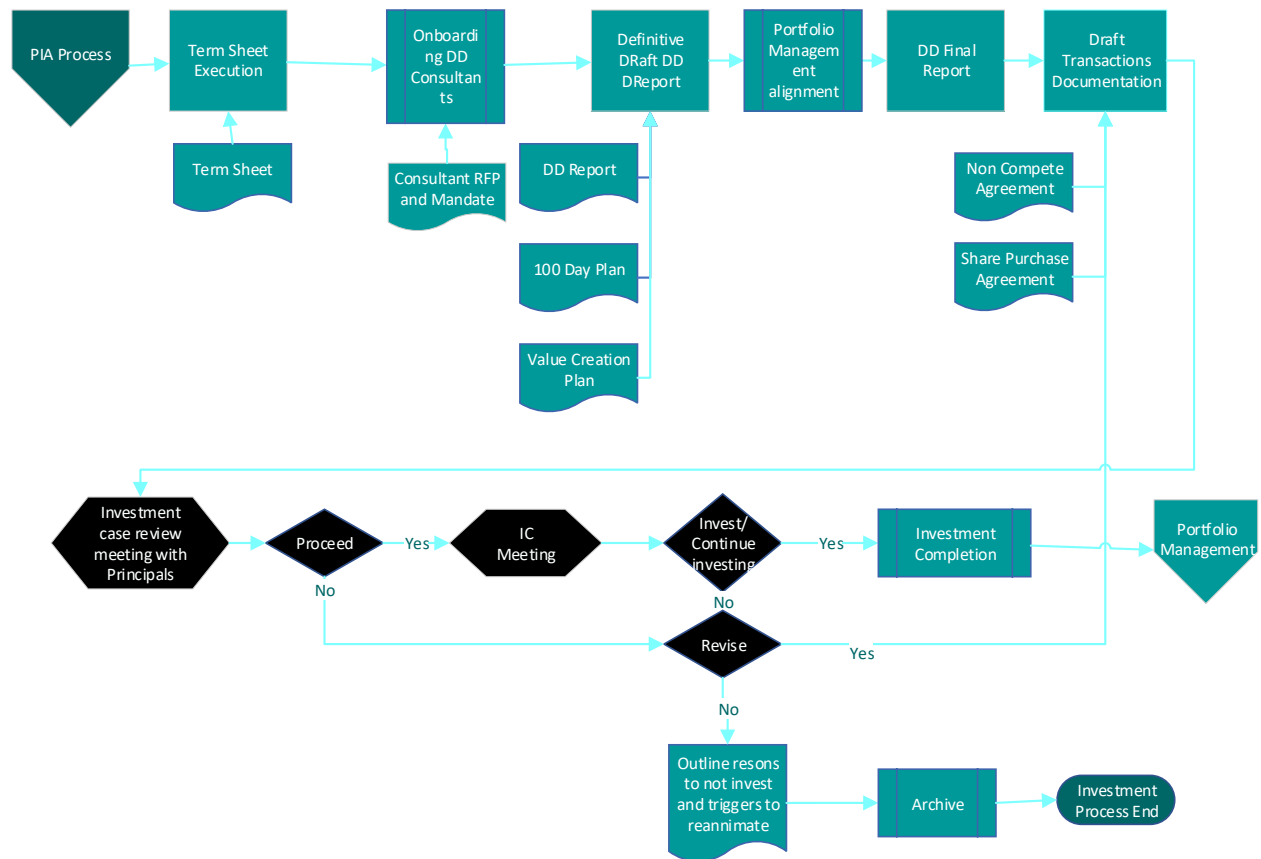 PIA Process
Term Sheet
Execution
Onboardi
ng DD
Consultan
ts
Definitive
DRaft DD
DReport
Portfolio
Managem
ent
alignment
DD Final
Report
Draft
Transactions
Documentation
Term Sheet
Consultant RFP
and Mandate
DD Report
Non Compete
Agreement
100 Day Plan
Share Purchase
Agreement
Value Creation
Plan
Investment
case review
meeting with
Principals
Proceed
Yes
IC
Meeting
Invest/
Continue
investing
Yes
Investment
Completion
Portfolio
Management
No
No
Revise
Yes
No
Outline resons
to not invest
and triggers to
reannimate
Archive
Investment
Process End